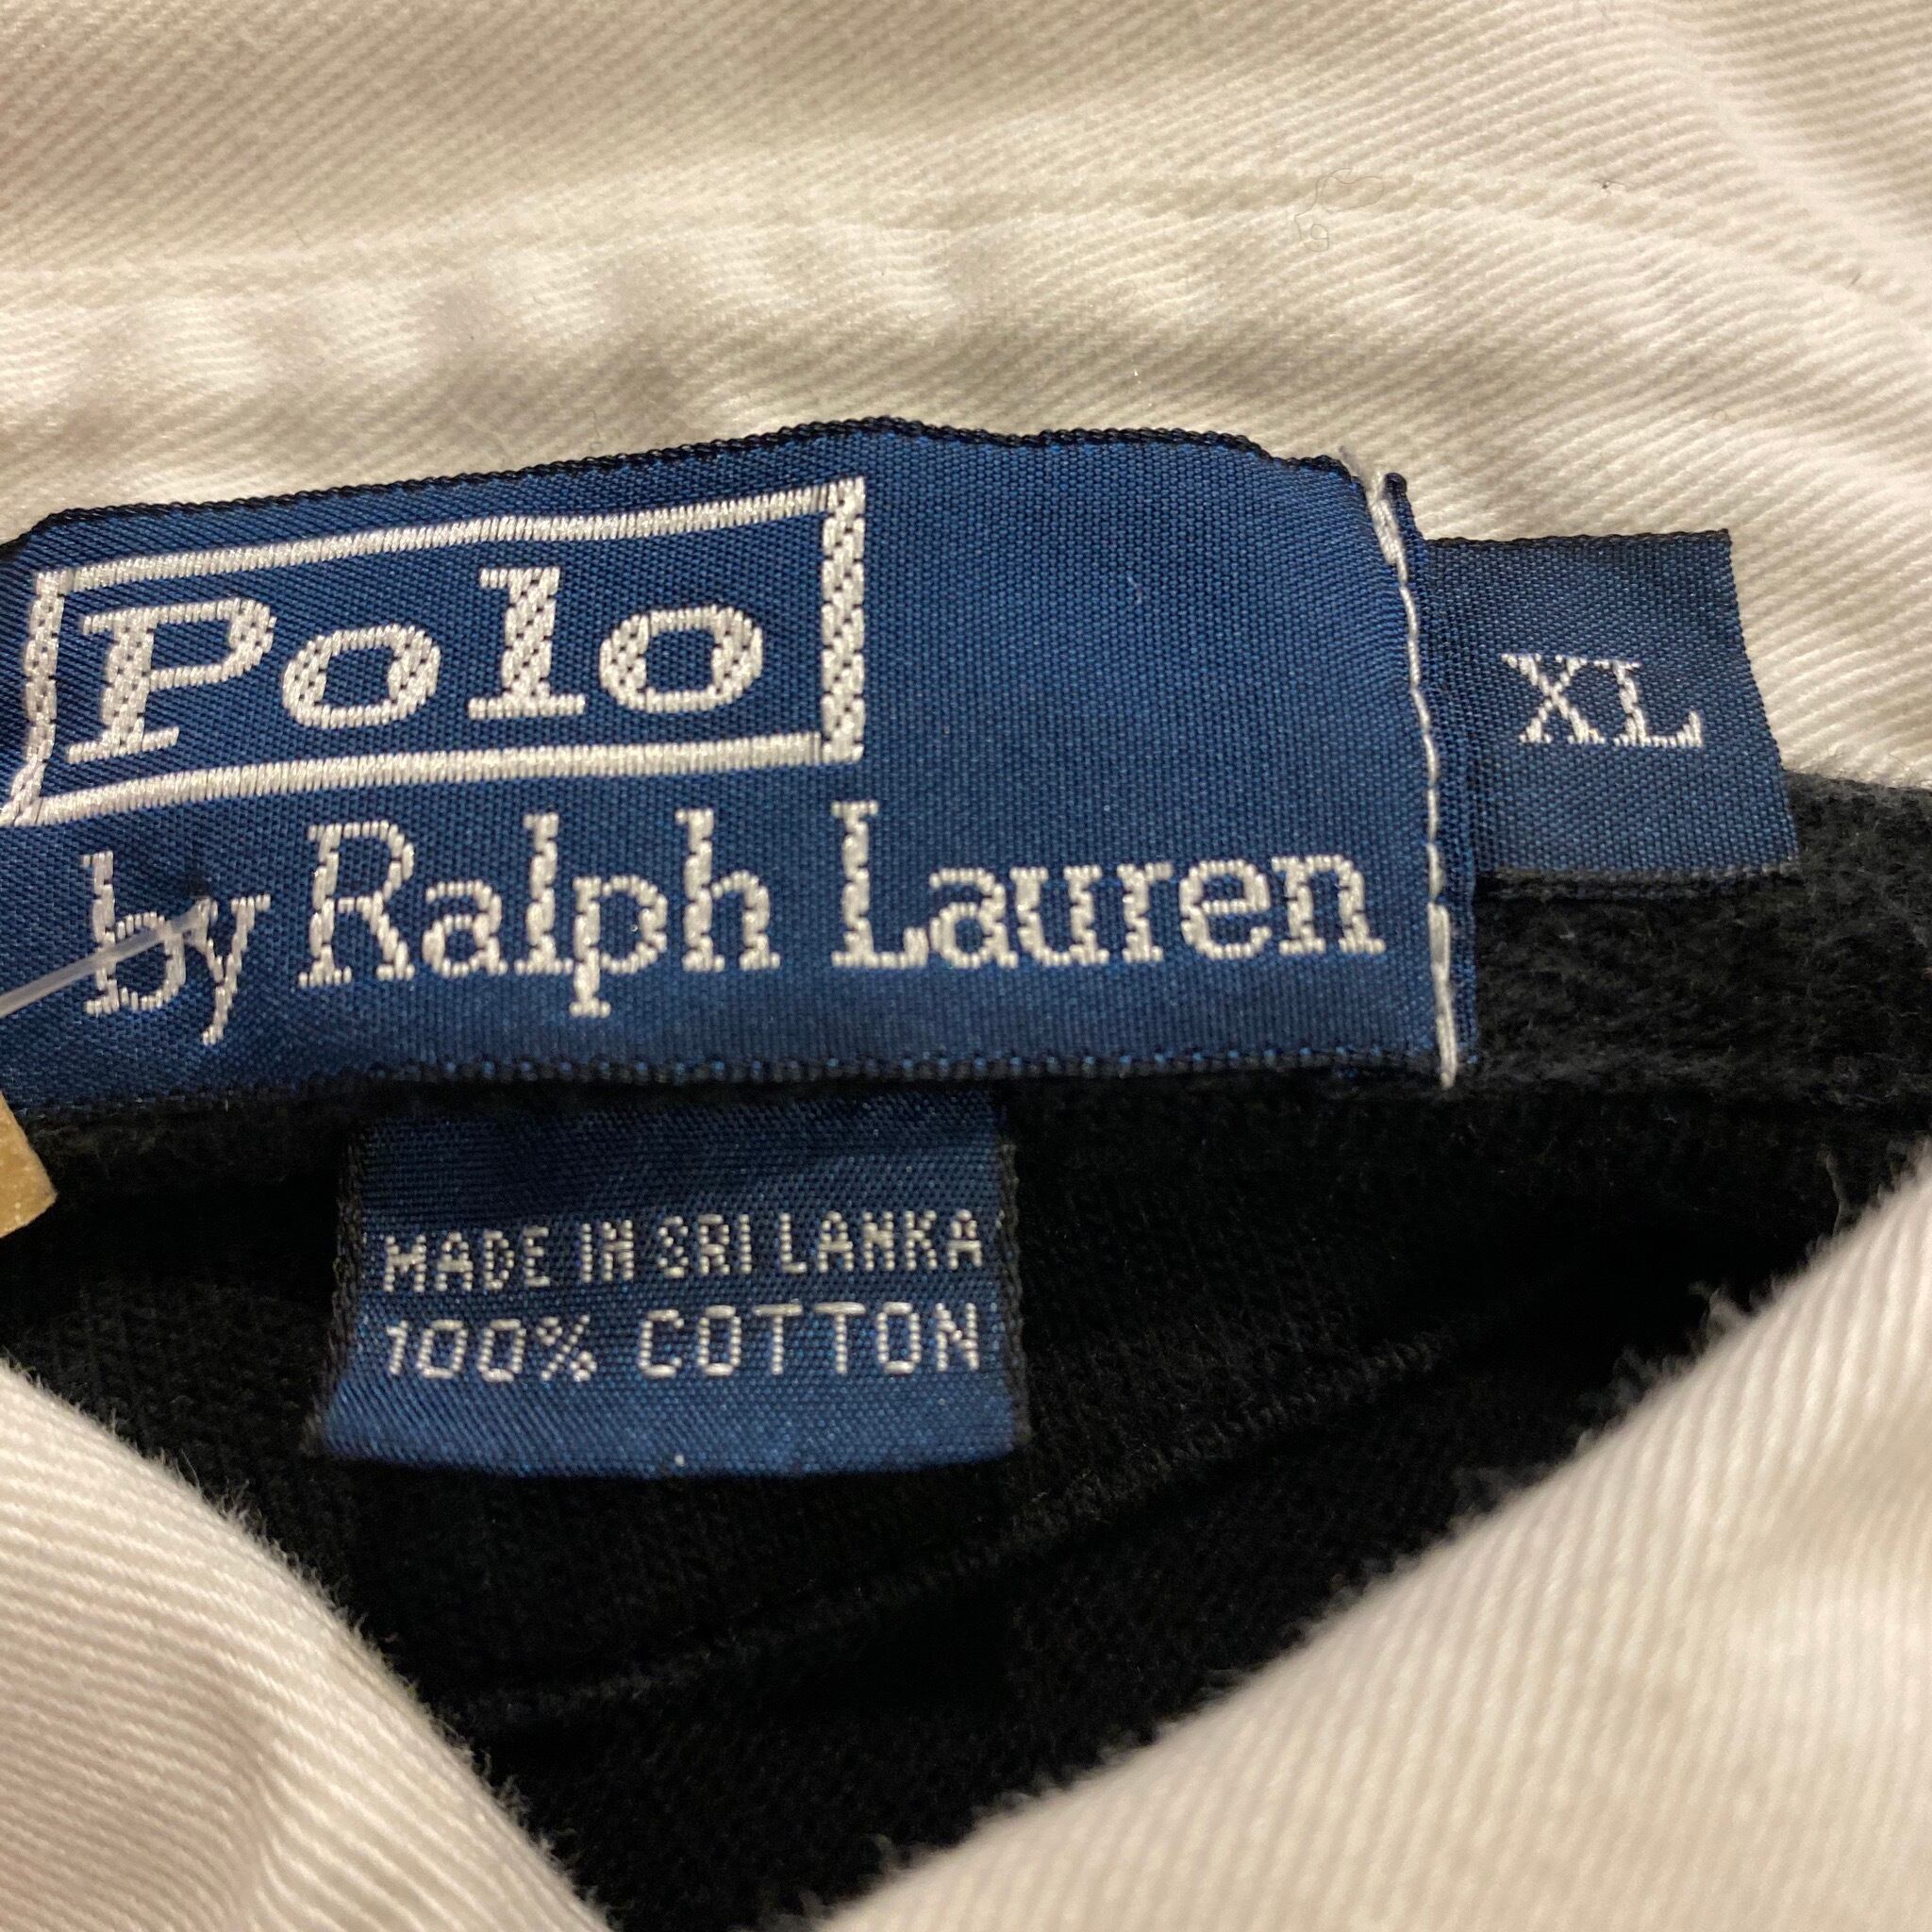 Polo
by Ralph Lauren
XL
MADE IN SRI LANKA
100% COTTON